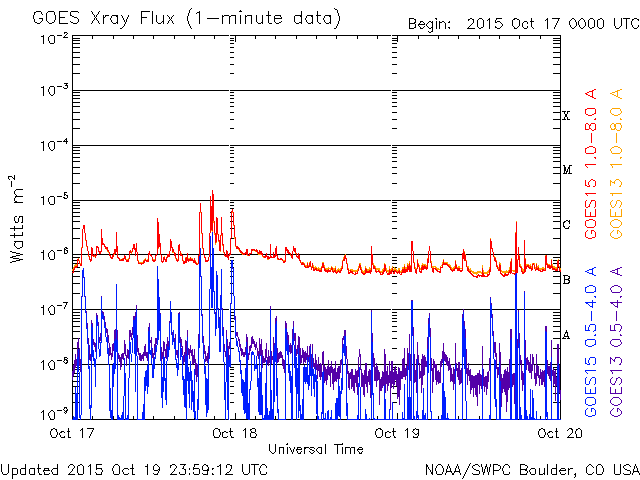 GOES Xray Flux (1-minute data)
Begin: 2015 Oct 17 0000 UTC
10-2
10-3
10-4
10-5
10-6
10-7
10-8
10-9
Watts m-2
X
M
C
B
A
GOES15 1.0-8.0 A
GOES13 1.0-8.0 A
GOES15 0.5-4.0 A
GOES13 0.5-4.0 A
Oct 17
Oct 18
Oct 19
Oct 20
Universal Time
Updated 2015 Oct 19 23:59:12 UTC
NOAA/SWPC Boulder, CO USA